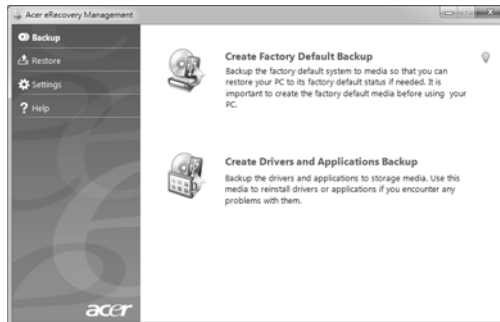 Acer eRecovery Management
Backup
Restore
Settings
? Help
Create Factory Default Backup
Backup the factory default system to media so that you can
restore your PC to its factory default status if needed. It is
important to create the factory default media before using your
PC.
Create Drivers and Applications Backup
Backup the drivers and applications to storage media. Use this
media to reinstall drivers or applications if you encounter any
problems with them.
acer